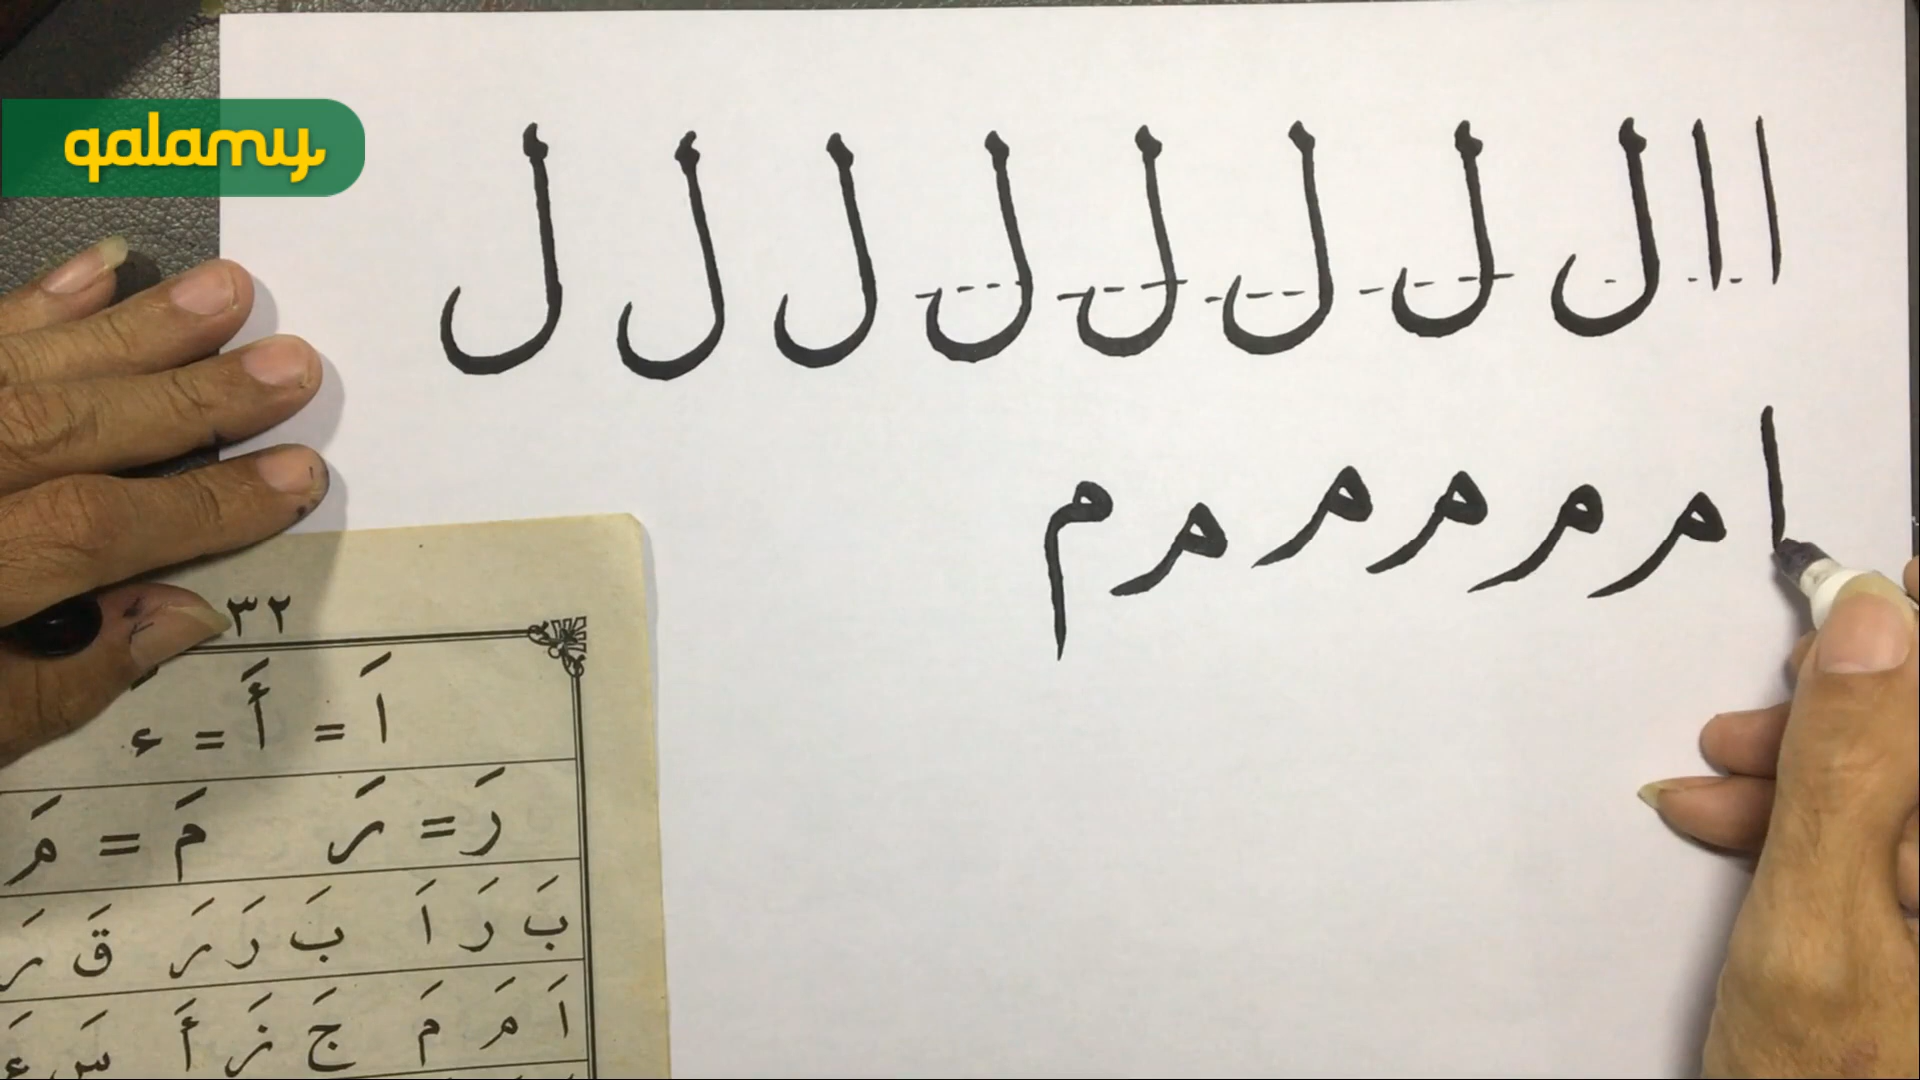 qalamy
ا ا ل ل ل ل ل ل ل ل
ا م م م م م م
٣٢
اَ = أَ = ء
رَ = رَ مَ = مَ
بَ رَ اَ بَ رَ رَ قَ رَ
اَ مَ مَ جَ زَ أَ سَ ء